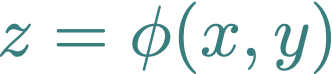 z = ϕ(x, y)